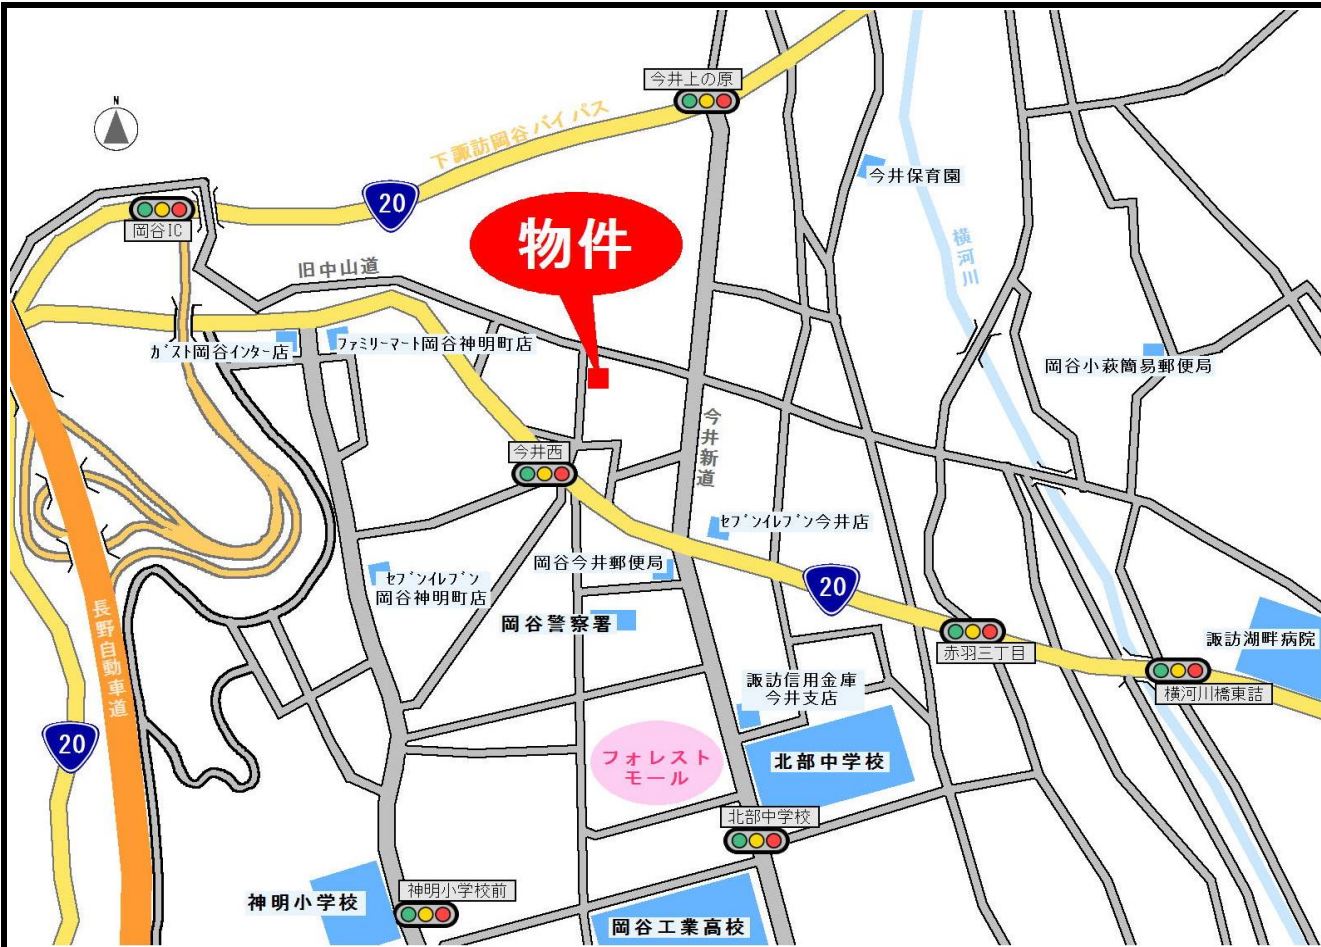 今井上の原
N
下諏訪岡谷バイパス
今井保育園
20
岡谷IC
物件
横河川
旧中山道
ガスト岡谷インター店
ファミリーマート岡谷神明町店
岡谷小萩簡易郵便局
今井新道
今井西
セブンイレブン今井店
岡谷今井郵便局
セブンイレブン
岡谷神明町店
20
岡谷警察署
長野自動車道
赤羽三丁目
諏訪湖畔病院
諏訪信用金庫
今井支店
横河川橋東詰
20
フォレスト
モール
北部中学校
北部中学校
神明小学校前
神明小学校
岡谷工業高校